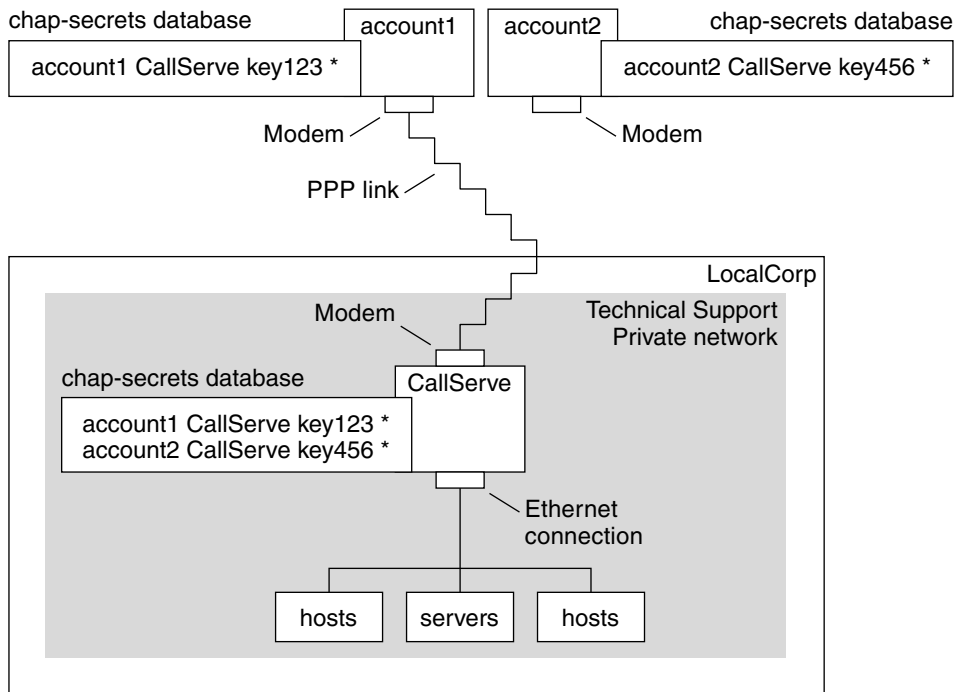 chap-secrets database
account1
account1 CallServe key123 *
account2
chap-secrets database
account2 CallServe key456 *
Modem
Modem
PPP link
LocalCorp
Technical Support
Private network
Modem
chap-secrets database
CallServe
account1 CallServe key123 *
account2 CallServe key456 *
Ethernet
connection
hosts
servers
hosts